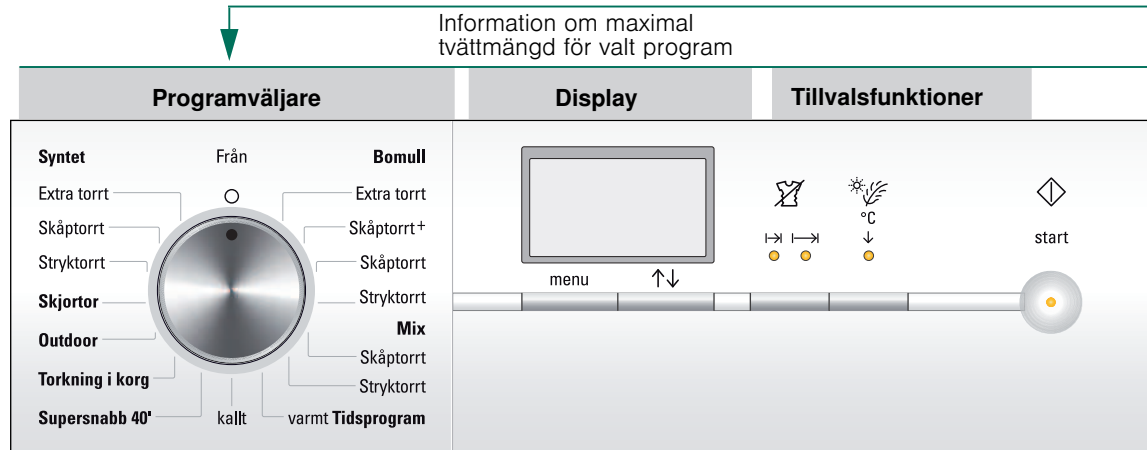 Information om maximal
tvättmängd för valt program
Programväljare
Display
Tillvalsfunktioner
Syntet
Från
Bomull
Extra torrt
Skåptorrt
Stryktorrt
Skjortor
Outdoor
Torkning i korg
Supersnabb 40'
kallt
varmt Tidsprogram
Extra torrt
Skåptorrt+
Skåptorrt
Stryktorrt
Mix
Skåptorrt
Stryktorrt
menu
↑↓
°C
start